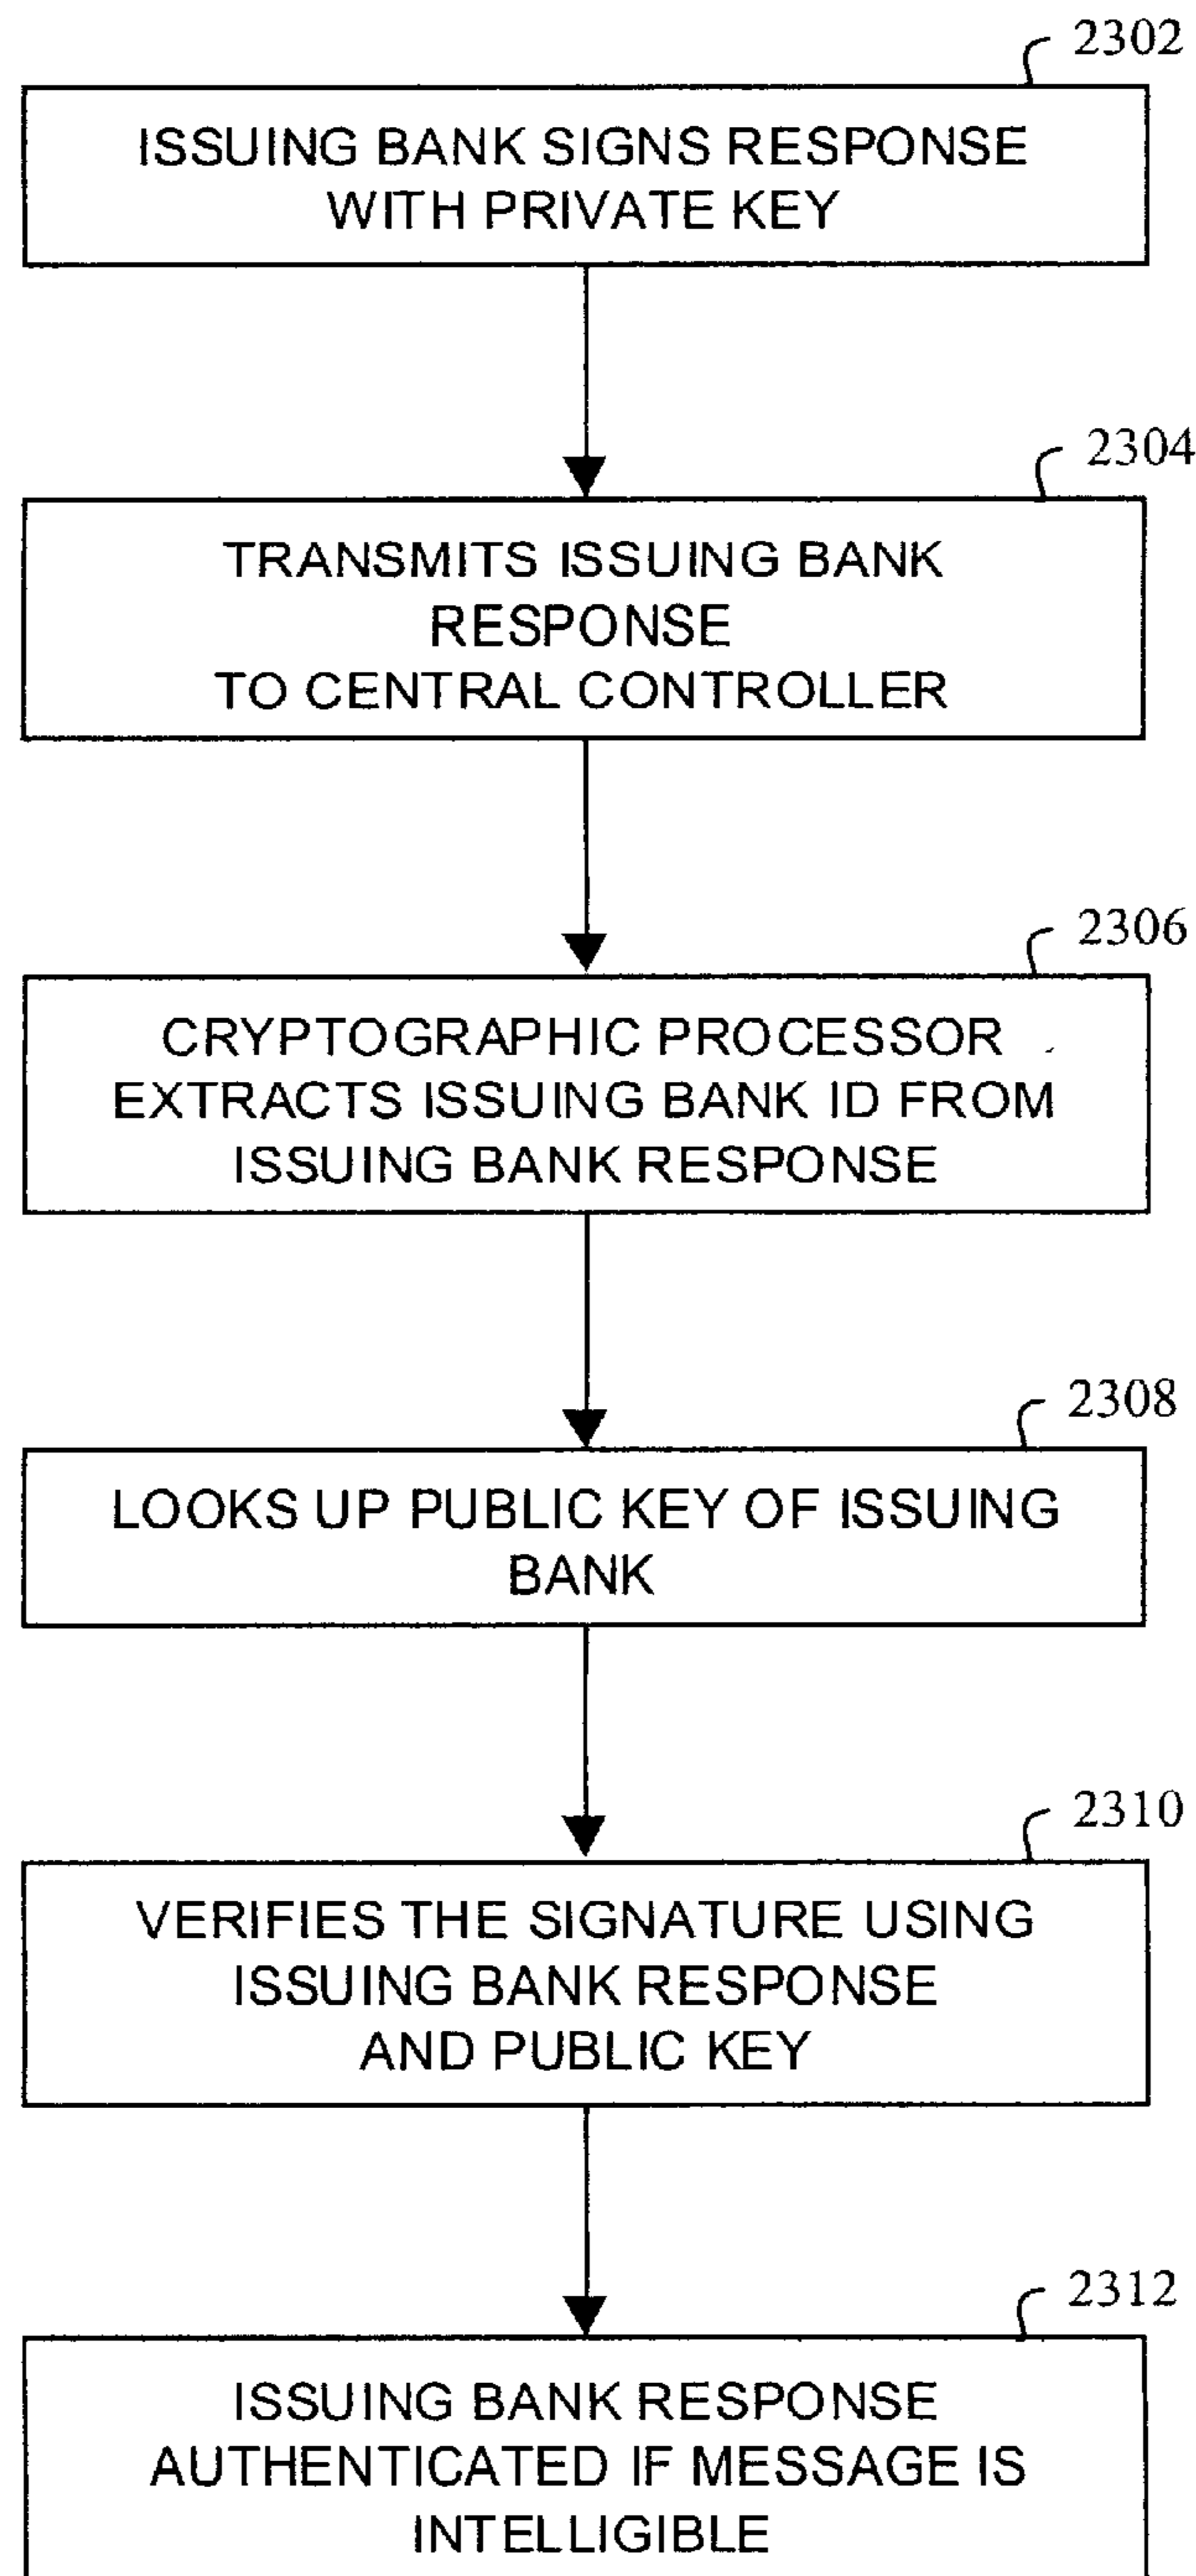 2302
ISSUING BANK SIGNS RESPONSE
WITH PRIVATE KEY
2304
TRANSMITS ISSUING BANK
RESPONSE
TO CENTRAL CONTROLLER
2306
CRYPTOGRAPHIC PROCESSOR
EXTRACTS ISSUING BANK ID FROM
ISSUING BANK RESPONSE
2308
LOOKS UP PUBLIC KEY OF ISSUING
BANK
2310
VERIFIES THE SIGNATURE USING
ISSUING BANK RESPONSE
AND PUBLIC KEY
2312
ISSUING BANK RESPONSE
AUTHENTICATED IF MESSAGE IS
INTELLIGIBLE